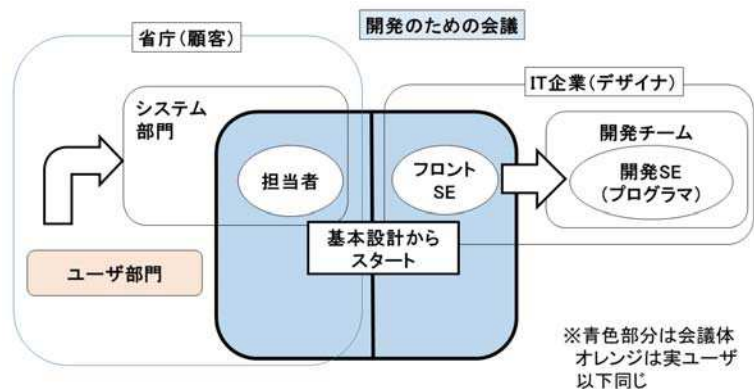 省庁(顧客)
開発のための会議
IT企業(デザイナ)
システム
部門
開発チーム
担当者
フロント
SE
開発SE
(プログラマ)
基本設計から
スタート
ユーザ部門
※青色部分は会議体
オレンジは実ユーザ
以下同じ